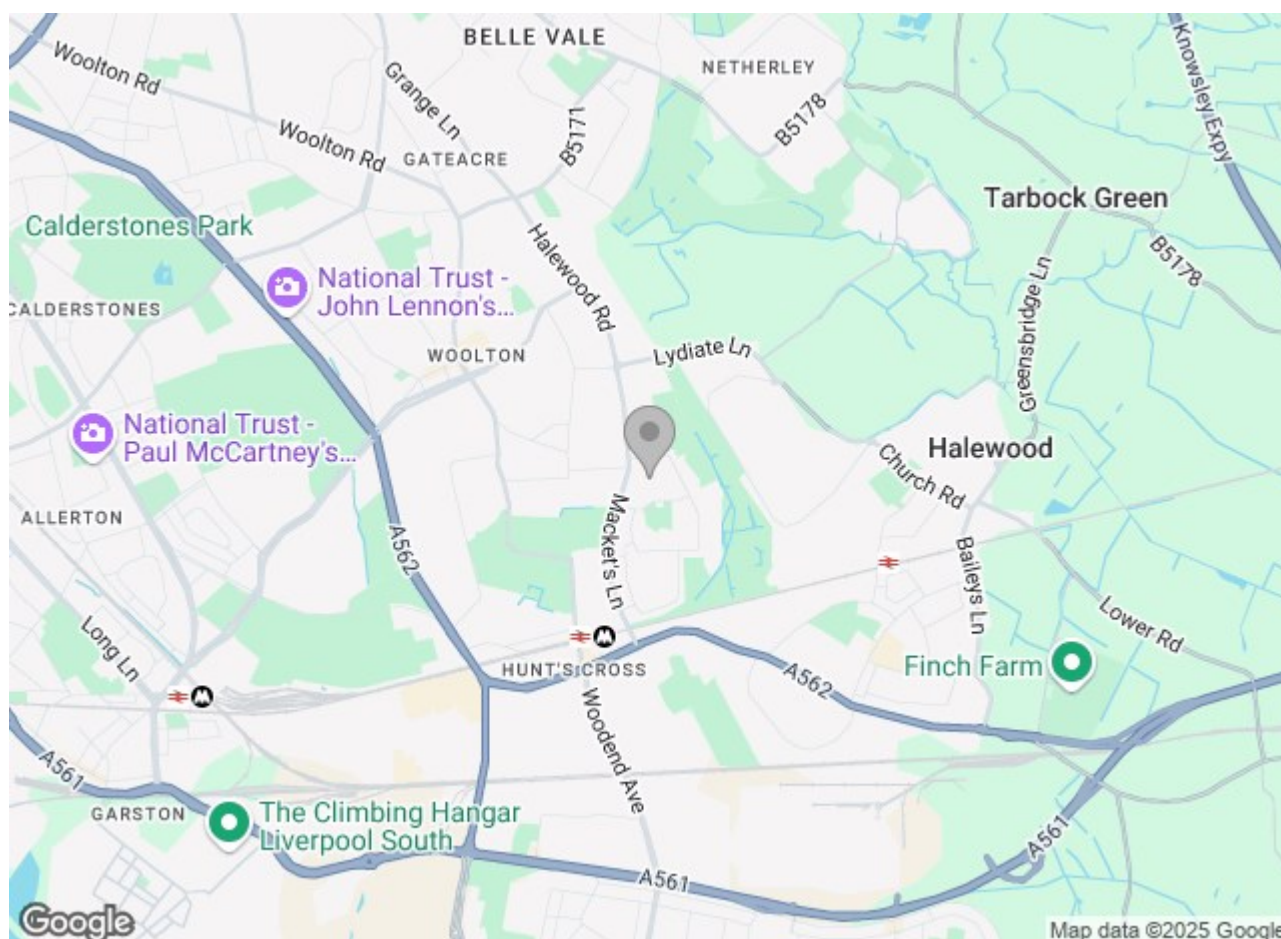 BELLE VALE
NETHERLEY
Knowsley Expy
Woolton Rd
Grange Ln
B5171
B5178
Woolton Rd
GATEACRE
Tarbock Green
Calderstones Park
B5178
Halewood Rd
Greensbridge Ln
National Trust -
John Lennon's...
CALDERSTONES
WOOLTON
Lydiate Ln
National Trust -
Paul McCartney's...
Halewood
Church Rd
ALLERTON
A562
Macket's Ln
Baileys Ln
Lower Rd
Long Ln
HUNT'S CROSS
Finch Farm
A562
Woodend Ave
A561
GARSTON
The Climbing Hangar
Liverpool South
A561
A561
Google
Map data ©2025 Google